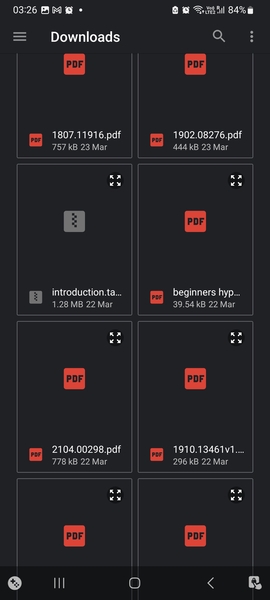 03:26 84%
Downloads
PDF PDF
1807.11916.pdf 1902.08276.pdf
757 kB 23 Mar 444 kB 23 Mar
introduction.ta... beginners hyp...
1.28 MB 22 Mar 39.54 kB 22 Mar
PDF PDF
2104.00298.pdf 1910.13461v1....
778 kB 22 Mar 296 kB 22 Mar
PDF PDF